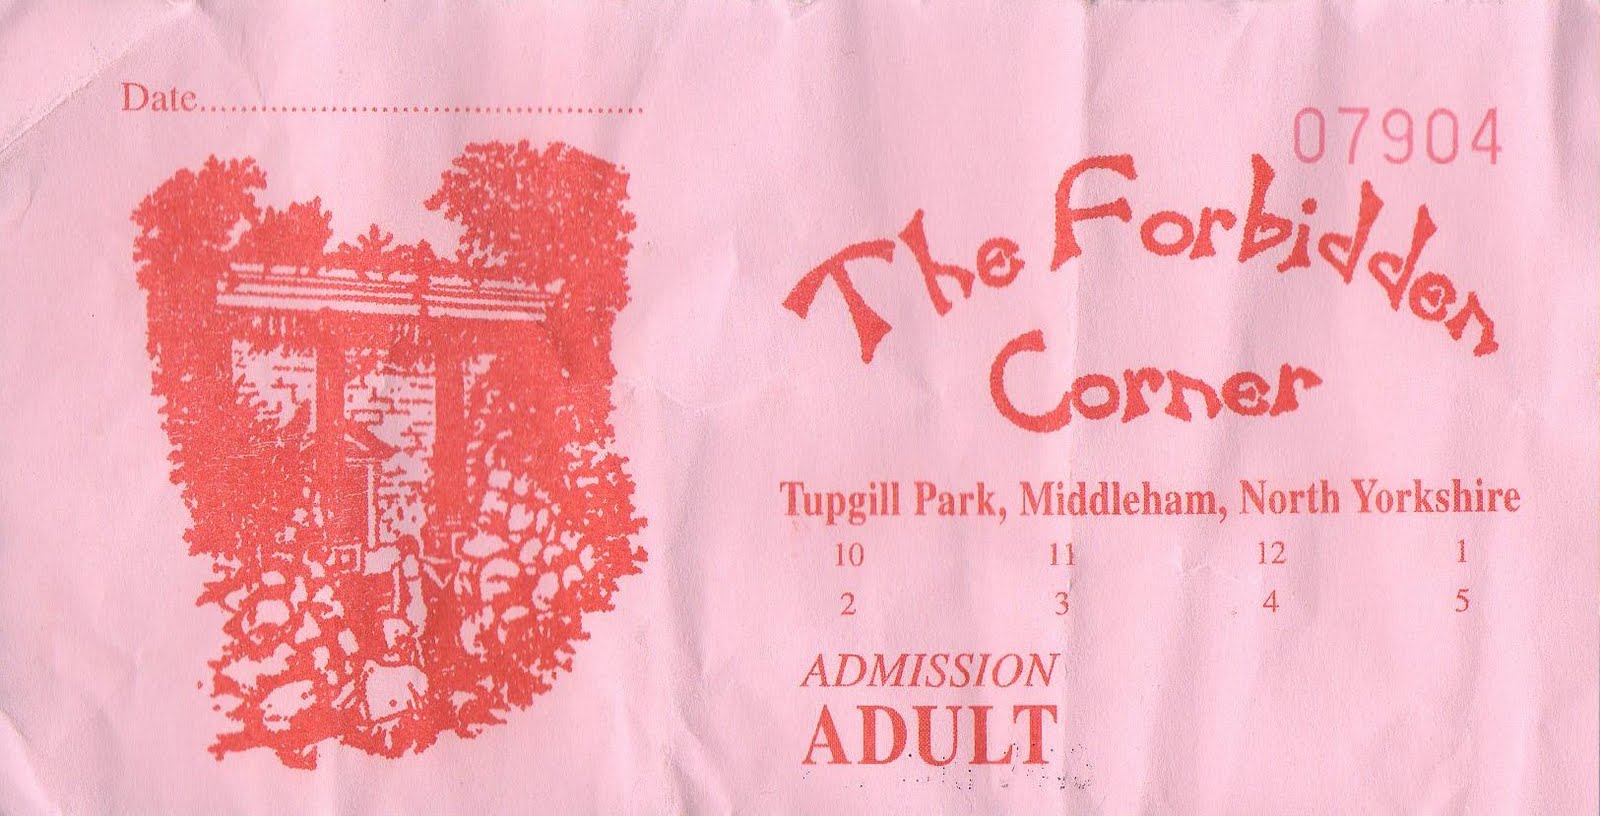 Date............................................
07904
The Forbidden
Corner
Tupgill Park, Middleham, North Yorkshire
10 11 12 1
2 3 4 5
ADMISSION
ADULT